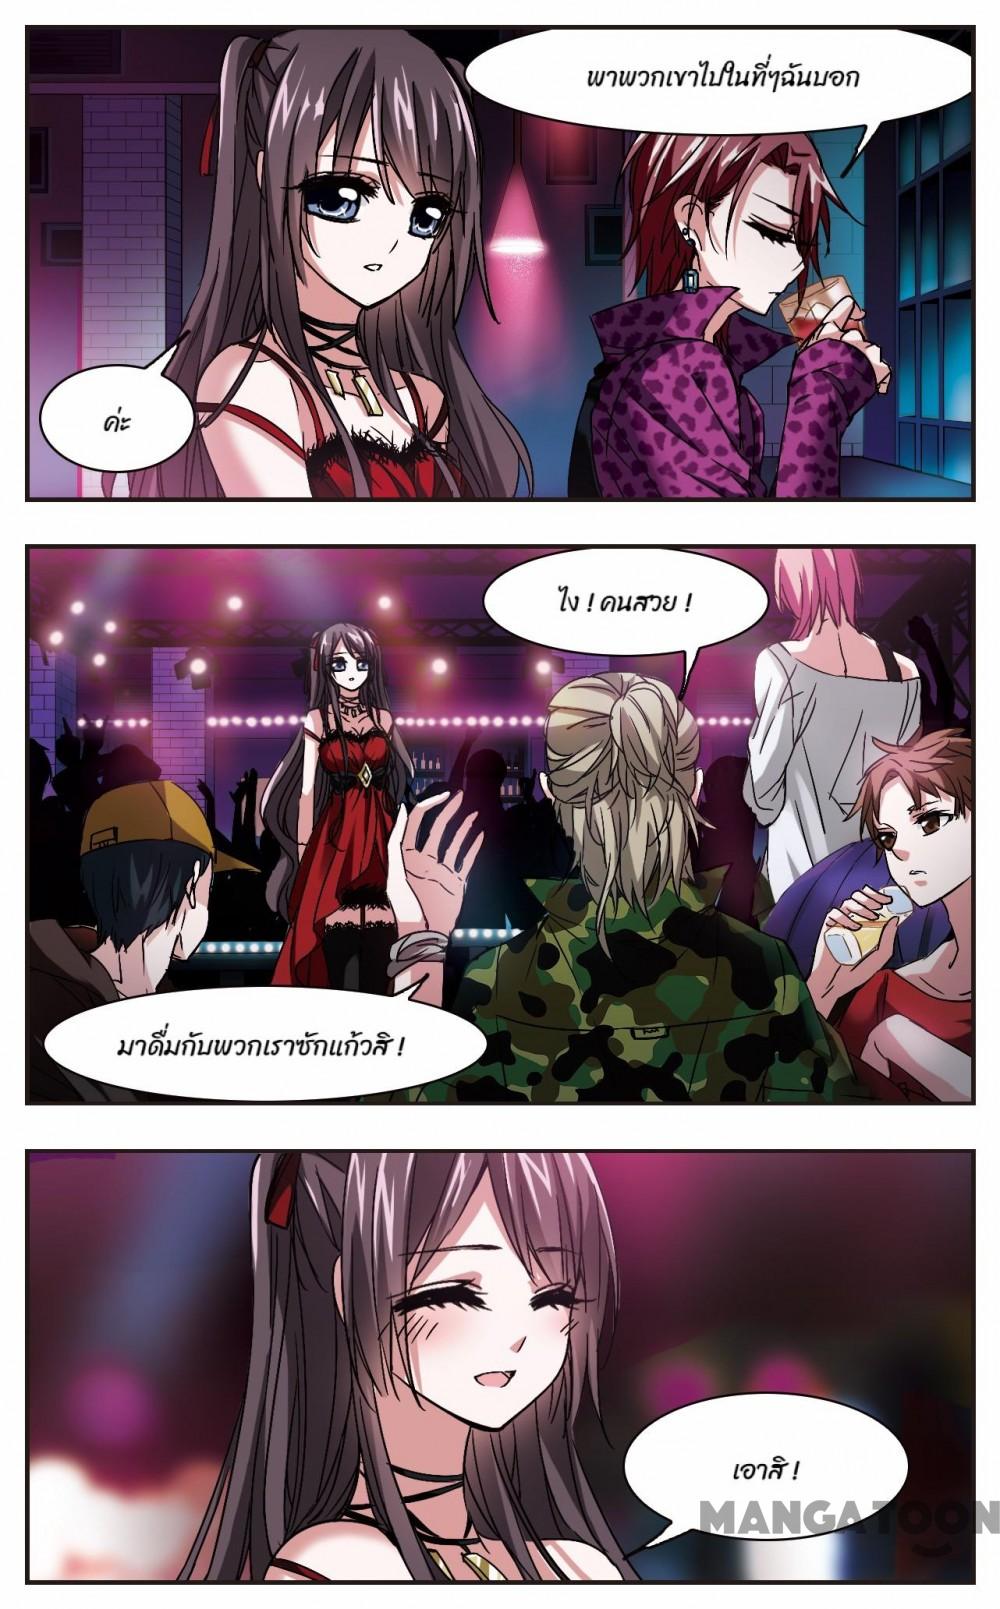 พาพวกเขาไปในที่ๆฉันบอก
ค่ะ
ไง ! คนสวย !
มาดื่มกับพวกเราซักแก้วสิ !
เอาสิ !
MANGATOON